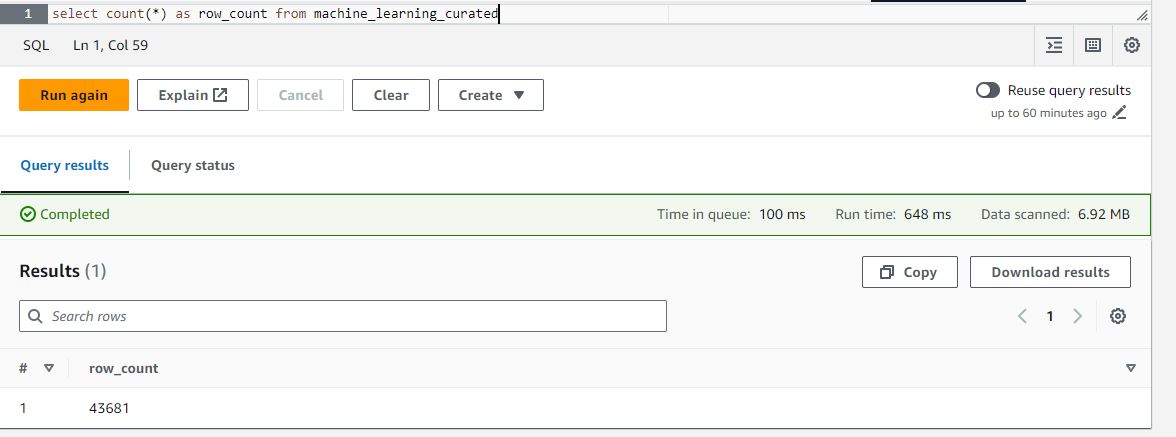 1 select count(*) as row_count from machine_learning_curated
SQL Ln 1, Col 59
Run again Explain Cancel Clear Create Reuse query results
up to 60 minutes ago
Query results Query status
Completed Time in queue: 100 ms Run time: 648 ms Data scanned: 6.92 MB
Results (1) Copy Download results
Search rows 1
# row_count
1 43681